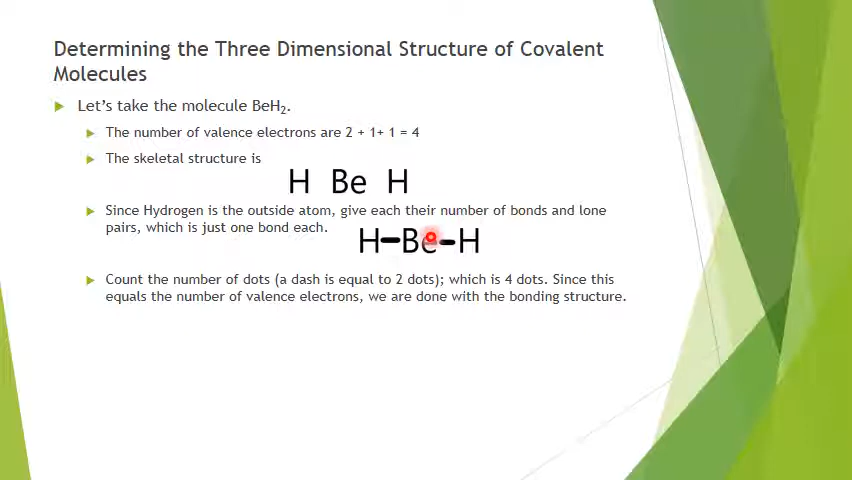 Determining the Three Dimensional Structure of Covalent
Molecules
Let's take the molecule BeH₂.
The number of valence electrons are 2 + 1+ 1 = 4
The skeletal structure is
H Be H
Since Hydrogen is the outside atom, give each their number of bonds and lone
pairs, which is just one bond each.
H–Be–H
Count the number of dots (a dash is equal to 2 dots); which is 4 dots. Since this
equals the number of valence electrons, we are done with the bonding structure.